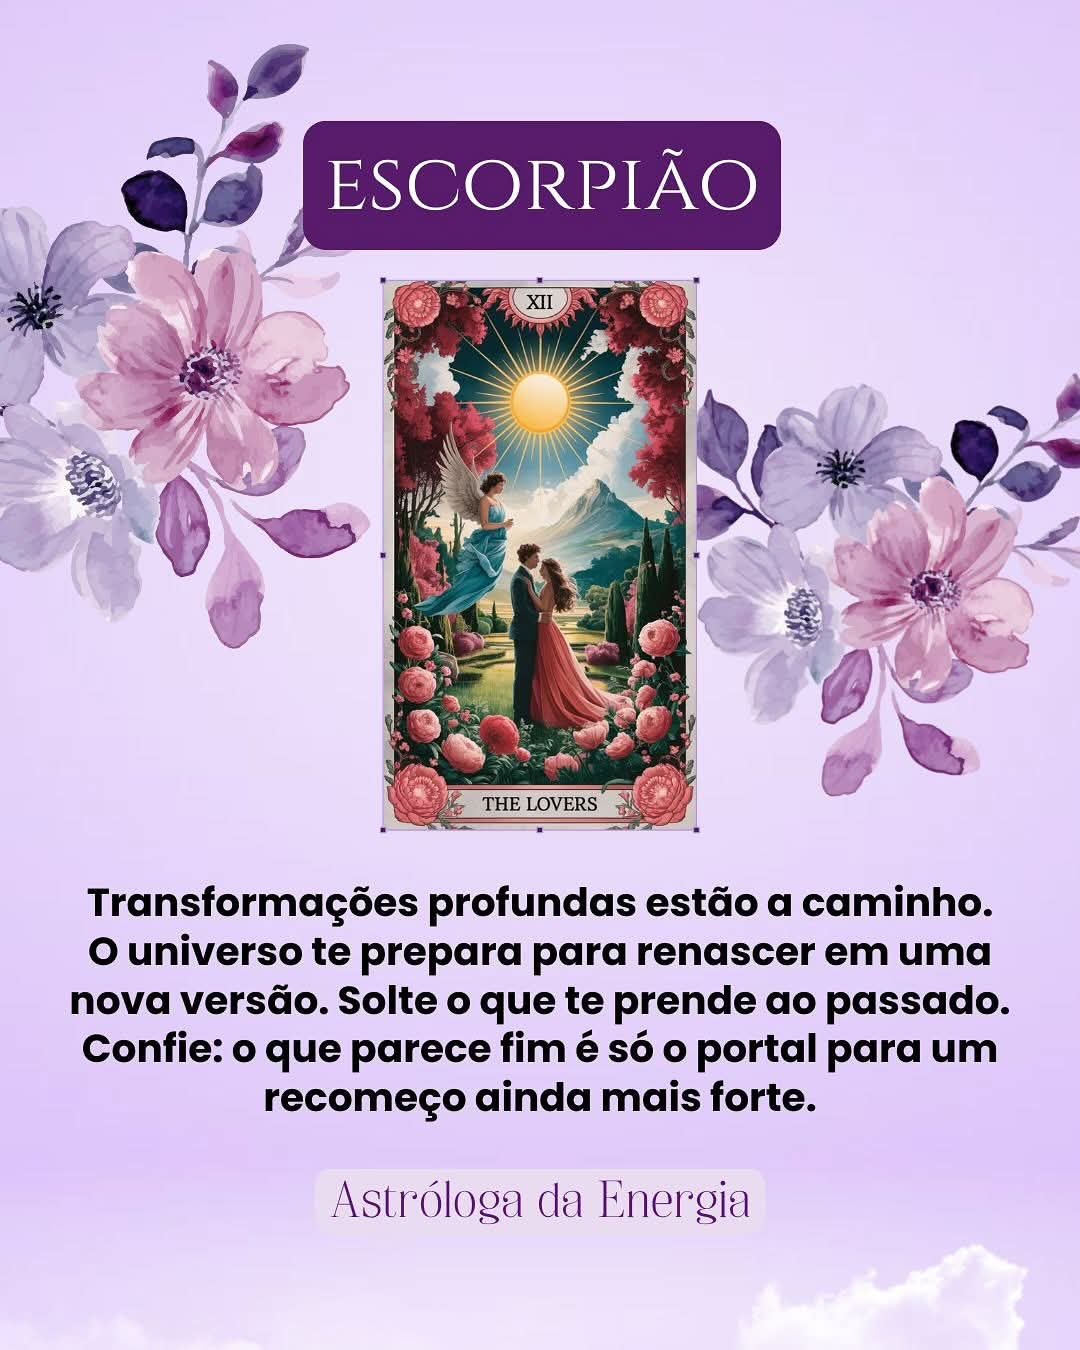 ESCORPIÃO
XII
THE LOVERS
Transformações profundas estão a caminho.
O universo te prepara para renascer em uma
nova versão. Solte o que te prende ao passado.
Confie: o que parece fim é só o portal para um
recomeço ainda mais forte.
Astróloga da Energia